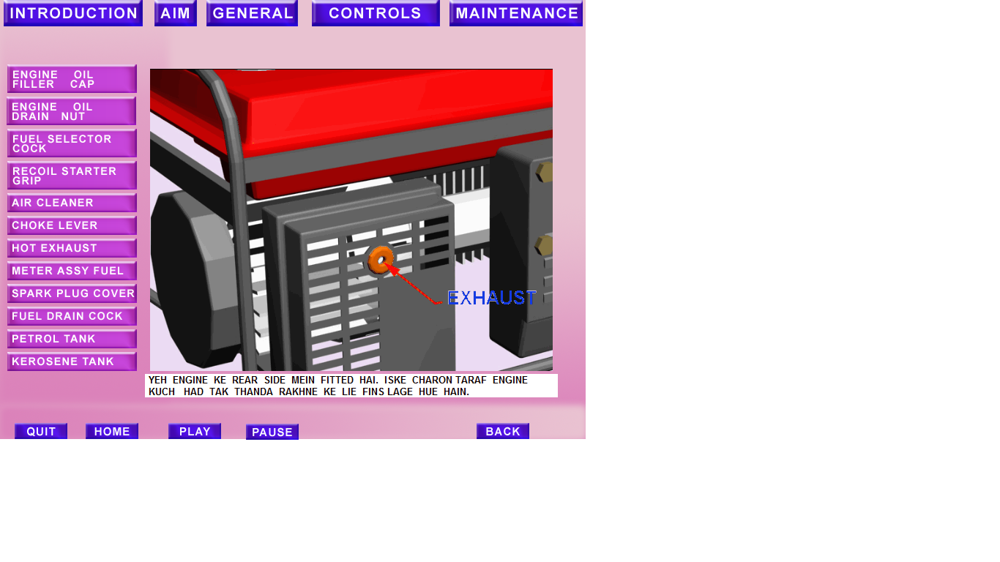 INTRODUCTION AIM GENERAL CONTROLS MAINTENANCE
ENGINE OIL
FILLER CAP
ENGINE OIL
DRAIN NUT
FUEL SELECTOR
COCK
RECOIL STARTER
GRIP
AIR CLEANER
CHOKE LEVER
HOT EXHAUST
METER ASSY FUEL
SPARK PLUG COVER
FUEL DRAIN COCK
PETROL TANK
KEROSENE TANK
EXHAUST
YEH ENGINE KE REAR SIDE MEIN FITTED HAI. ISKE CHARON TARAF ENGINE
KUCH HAD TAK THANDA RAKHNE KE LIE FINS LAGE HUE HAIN.
QUIT HOME PLAY PAUSE BACK